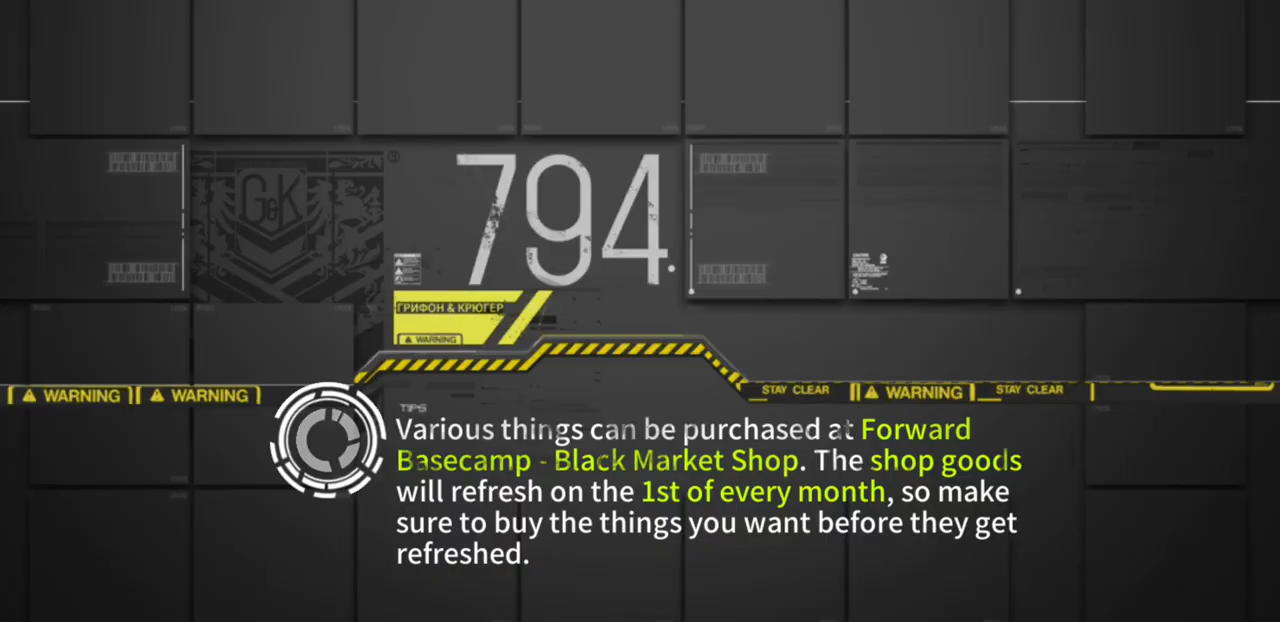 G&K
794.
ГРИФОН & КРЮГЕР
WARNING
WARNING
WARNING
STAY CLEAR
WARNING
STAY CLEAR
TIPS
Various things can be purchased at Forward
Basecamp - Black Market Shop. The shop goods
will refresh on the 1st of every month, so make
sure to buy the things you want before they get
refreshed.